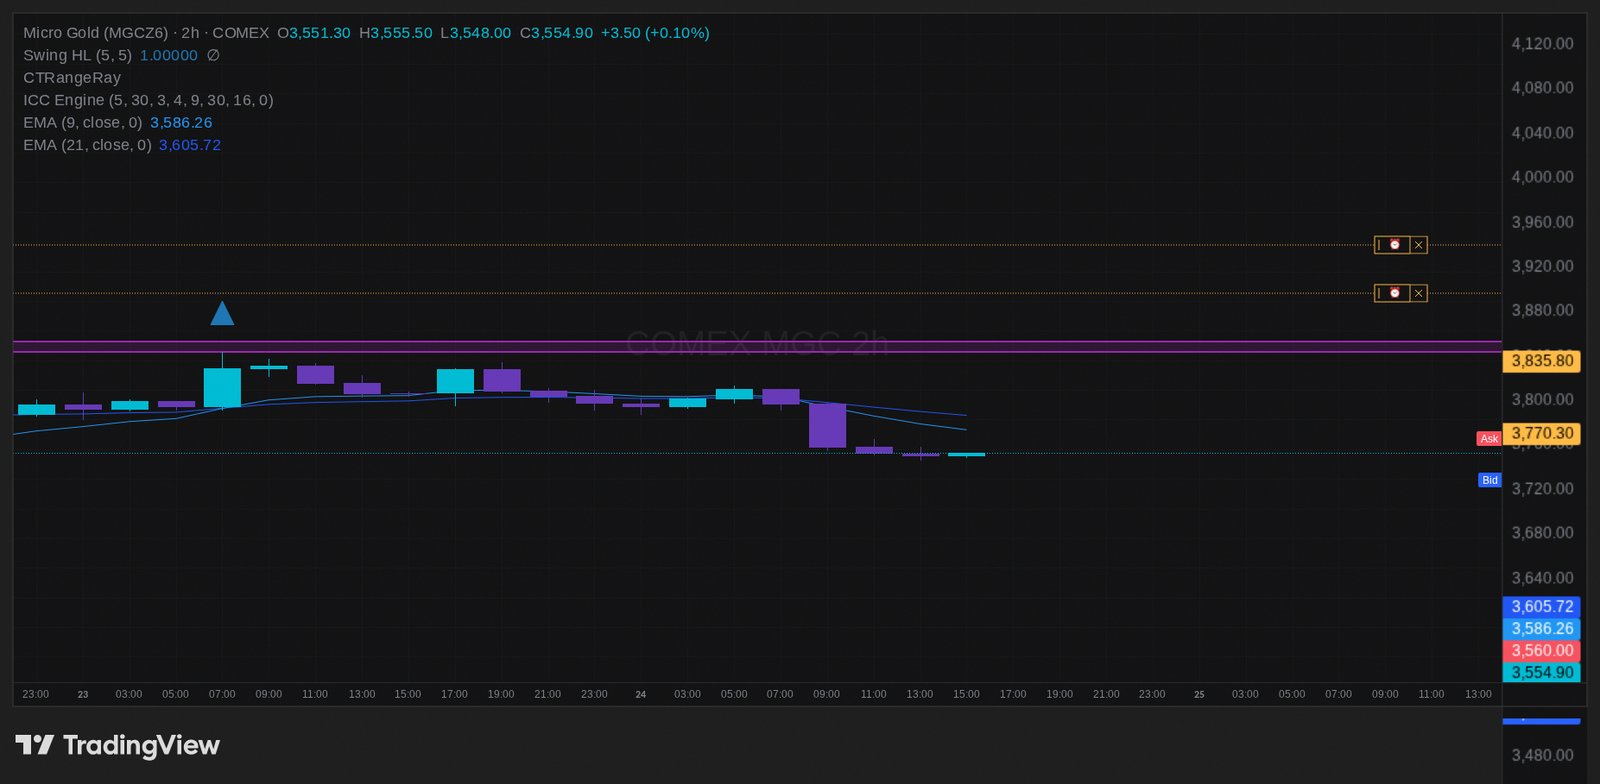 Micro Gold (MGCZ6) · 2h · COMEX O3,551.30 H3,555.50 L3,548.00 C3,554.90 +3.50 (+0.10%)
Swing HL (5, 5) 1.00000 ∅
CTRangeRay
ICC Engine (5, 30, 3, 4, 9, 30, 16, 0)
EMA (9, close, 0) 3,586.26
EMA (21, close, 0) 3,605.72
COMEX MGC 2h
4,120.00
4,080.00
4,040.00
4,000.00
3,960.00
3,920.00
3,880.00
3,835.80
3,800.00
Ask 3,770.30
Bid
3,720.00
3,680.00
3,640.00
3,605.72
3,586.26
3,560.00
3,554.90
23:00 23 03:00 05:00 07:00 09:00 11:00 13:00 15:00 17:00 19:00 21:00 23:00 24 03:00 05:00 07:00 09:00 11:00 13:00 15:00 17:00 19:00 21:00 23:00 25 03:00 05:00 07:00 09:00 11:00 13:00
TradingView
3,480.00